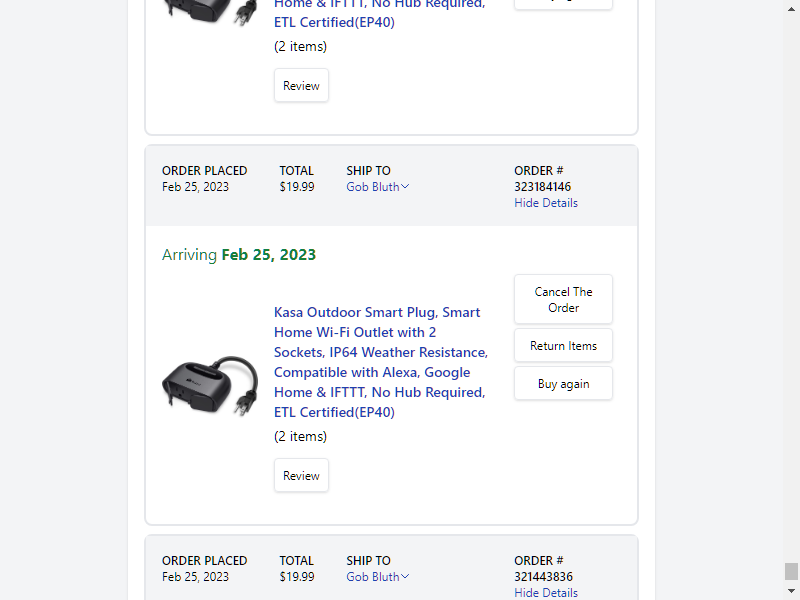 Home & IFTTT, No Hub Required,
ETL Certified(EP40)
(2 items)
Review
ORDER PLACED
Feb 25, 2023
TOTAL
$19.99
SHIP TO
Gob Bluth
ORDER #
323184146
Hide Details
Arriving Feb 25, 2023
Kasa Outdoor Smart Plug, Smart
Home Wi-Fi Outlet with 2
Sockets, IP64 Weather Resistance,
Compatible with Alexa, Google
Home & IFTTT, No Hub Required,
ETL Certified(EP40)
(2 items)
Review
Cancel The
Order
Return Items
Buy again
ORDER PLACED
Feb 25, 2023
TOTAL
$19.99
SHIP TO
Gob Bluth
ORDER #
321443836
Hide Details